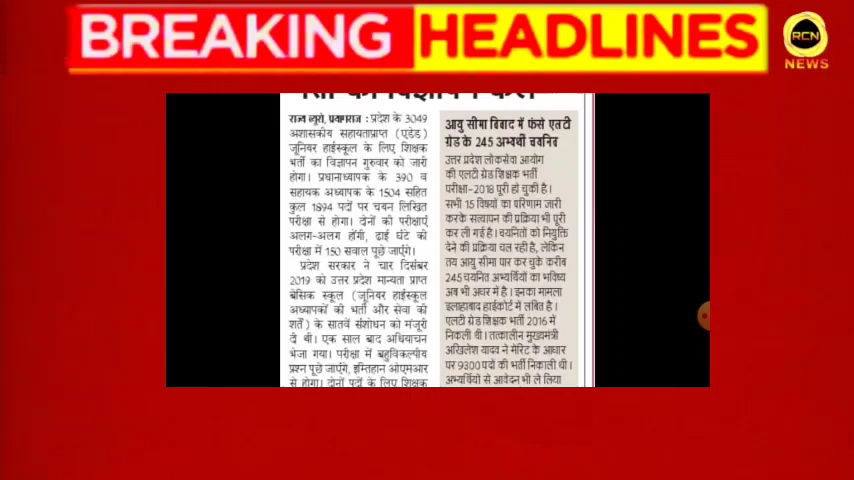 BREAKING HEADLINES
RCN
NEWS
का विज्ञापन कल
राज्य ब्यूरो, प्रयागराज : प्रदेश के 3049
अशासकीय सहायताप्राप्त (एडेड)
जूनियर हाईस्कूल के लिए शिक्षक
भर्ती का विज्ञापन गुरुवार को जारी
होगा। प्रधानाध्यापक के 390 व
सहायक अध्यापक के 1504 सहित
कुल 1894 पदों पर चयन लिखित
परीक्षा से होगा। दोनों की परीक्षाएं
अलग-अलग होंगी, ढाई घंटे की
परीक्षा में 150 सवाल पूछे जाएंगे।
प्रदेश सरकार ने चार दिसंबर
2019 को उत्तर प्रदेश मान्यता प्राप्त
बेसिक स्कूल (जूनियर हाईस्कूल
अध्यापकों की भर्ती और सेवा की
शर्तें) के सातवें संशोधन को मंजूरी
दी थी। एक साल बाद अधियाचन
भेजा गया। परीक्षा में बहुविकल्पीय
प्रश्न पूछे जाएंगे, इम्तिहान ओएमआर
से होगा। दोनों पदों के लिए शिक्षक
आयु सीमा विवाद में फंसे एलटी
ग्रेड के 245 अभ्यर्थी चयनित
उत्तर प्रदेश लोकसेवा आयोग
की एलटी ग्रेड शिक्षक भर्ती
परीक्षा-2018 पूरी हो चुकी है।
सभी 15 विषयों का परिणाम जारी
करके सत्यापन की प्रक्रिया भी पूरी
कर ली गई है। चयनितों को नियुक्ति
देने की प्रक्रिया चल रही है, लेकिन
तय आयु सीमा पार कर चुके करीब
245 चयनित अभ्यर्थियों का भविष्य
अब भी अधर में है। इनका मामला
इलाहाबाद हाईकोर्ट में लंबित है।
एलटी ग्रेड शिक्षक भर्ती 2016 में
निकली थी। तत्कालीन मुख्यमंत्री
अखिलेश यादव ने मेरिट के आधार
पर 9300 पदों की भर्ती निकाली थी।
अभ्यर्थियों से आवेदन भी ले लिया